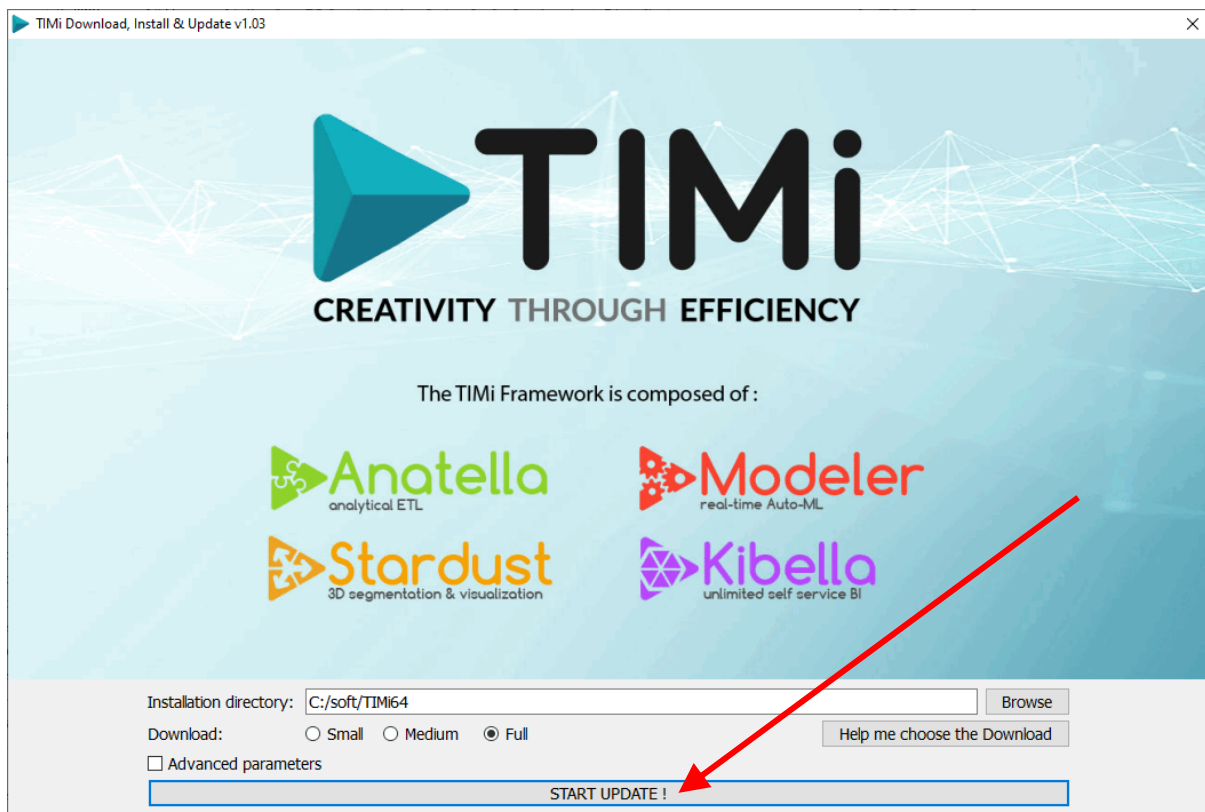 TIMi Download, Install & Update v1.03
TIMi
CREATIVITY THROUGH EFFICIENCY
The TIMi Framework is composed of :
Anatella
analytical ETL
Modeler
real-time Auto-ML
Stardust
3D segmentation & visualization
Kibella
unlimited self service BI
Installation directory: C:/soft/TIMi64 Browse
Download: Small Medium Full Help me choose the Download
Advanced parameters
START UPDATE !